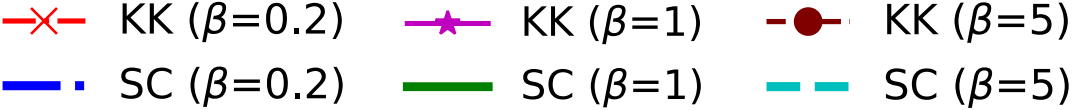 KK (β=0.2) KK (β=1) KK (β=5)
SC (β=0.2) SC (β=1) SC (β=5)